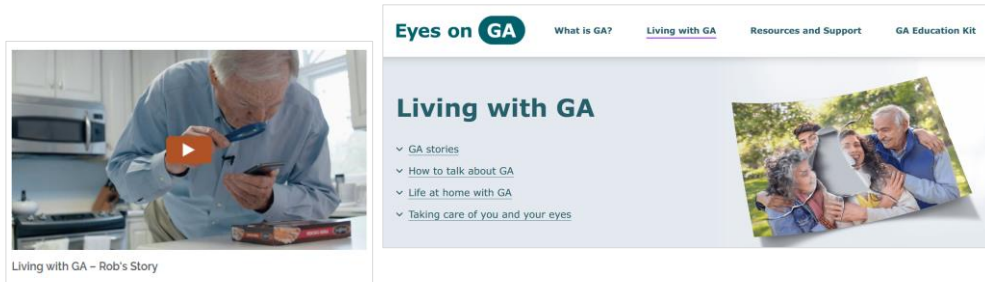 Eyes on GA
What is GA?
Living with GA
Resources and Support
GA Education Kit
Living with GA
GA stories
How to talk about GA
Life at home with GA
Taking care of you and your eyes
Living with GA – Rob's Story